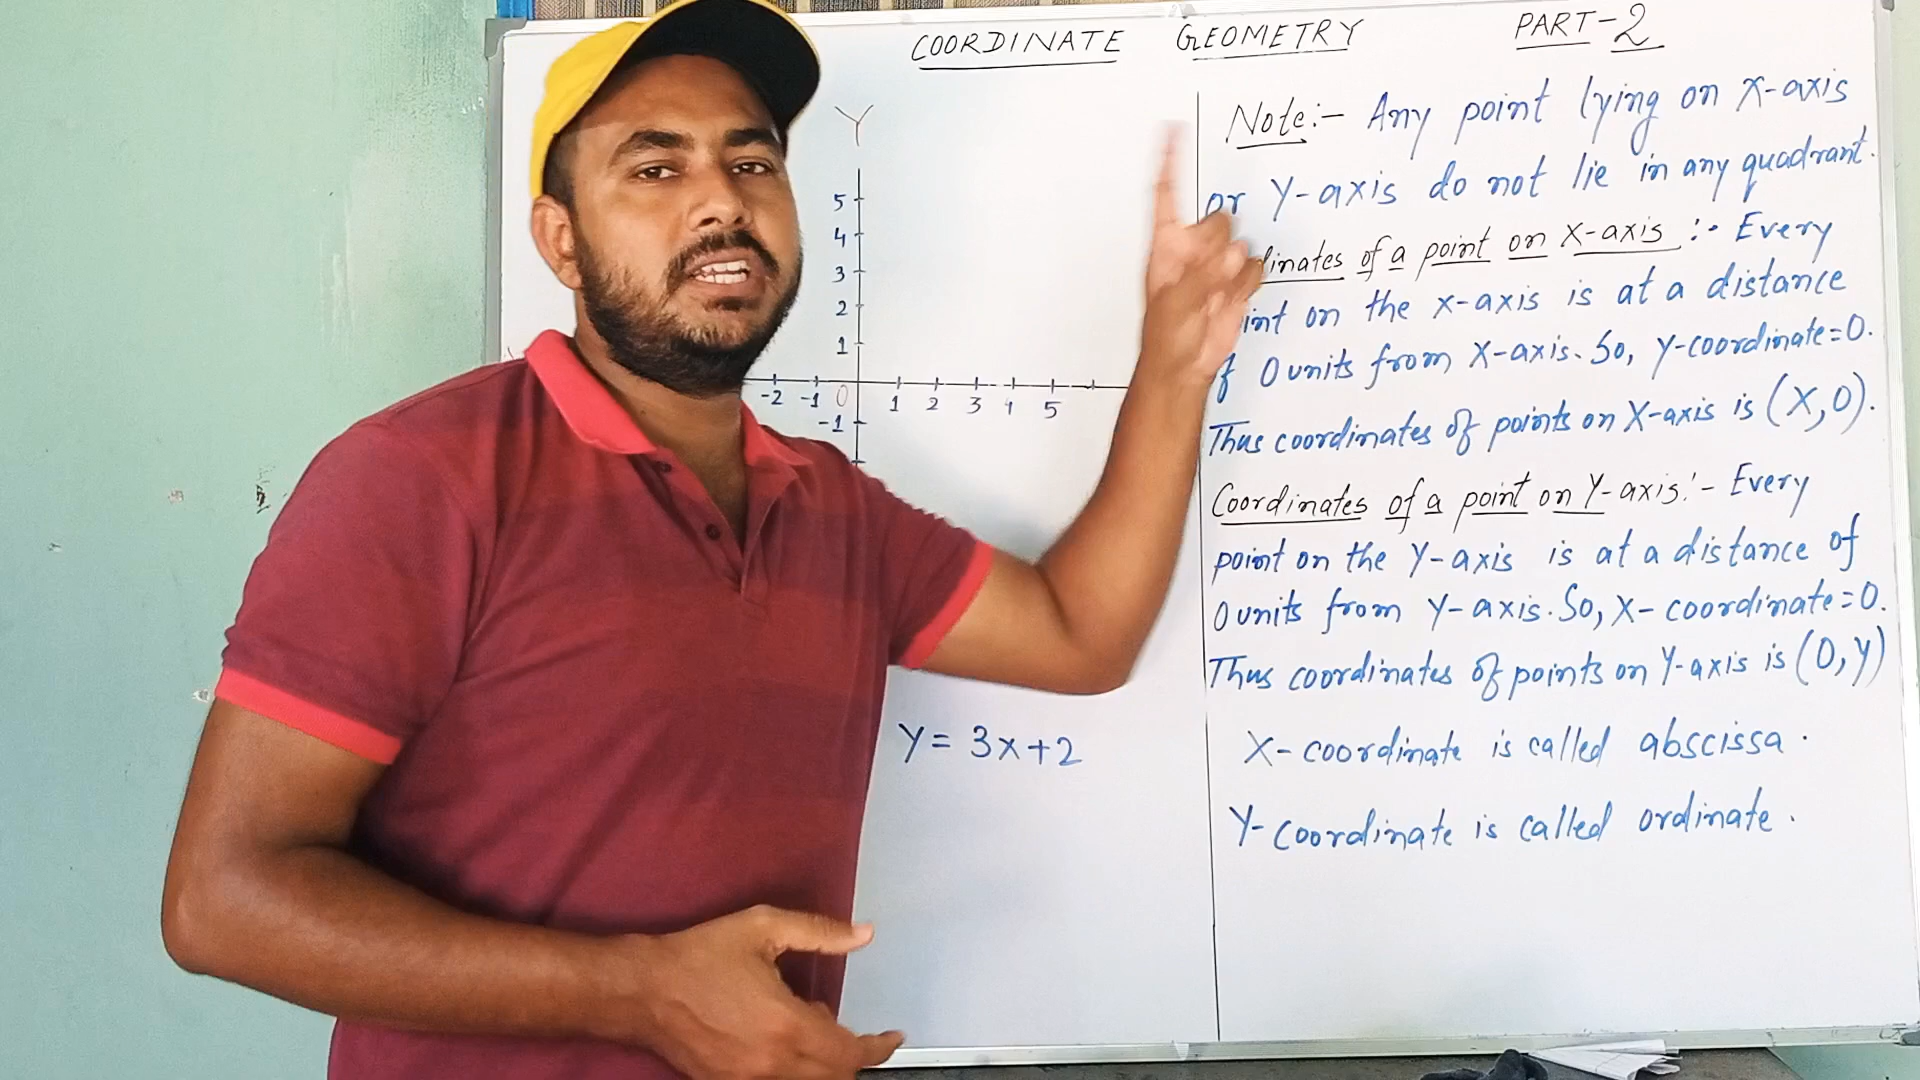 COORDINATE GEOMETRY PART-2
Y
5
4
3
2
1
-2 -1 0 1 2 3 4 5
-1
Y = 3x+2
Note:- Any point lying on X-axis
or Y-axis do not lie in any quadrant.
of a point on X-axis :- Every
on the x-axis is at a distance
0 units from X-axis. So, Y-coordinate=0.
Thus coordinates of points on X-axis is (X,0).
Coordinates of a point on Y-axis:- Every
point on the Y-axis is at a distance of
0 units from Y-axis. So, X-coordinate=0.
Thus coordinates of points on Y-axis is (0,Y)
X-coordinate is called abscissa.
Y-coordinate is called ordinate.